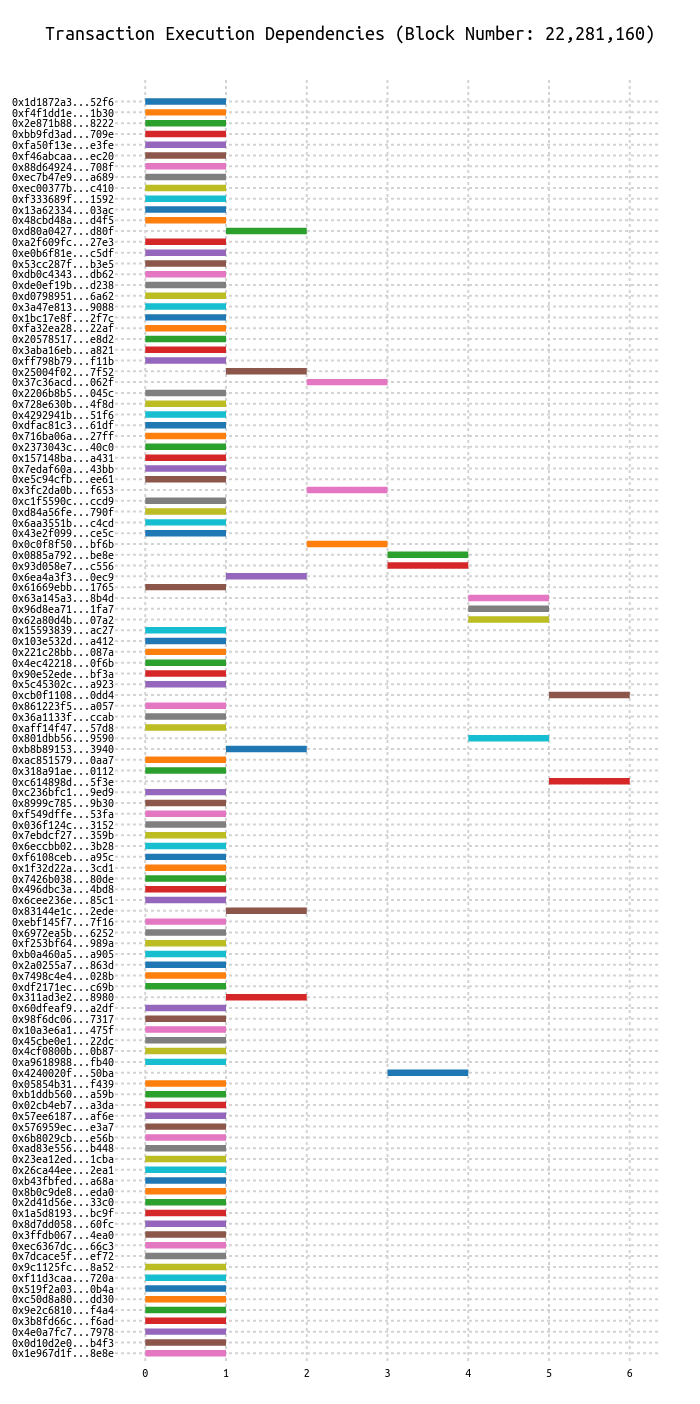 Transaction Execution Dependencies (Block Number: 22,281,160)
0x1d1872a3...52f6
0xf4f1dd1e...1b30
0x2e871b88...8222
0xbb9fd3ad...709e
0xfa50f13e...e3fe
0xf46abcaa...ec20
0x88d64924...708f
0xec7b47e9...a689
0xec00377b...c410
0xf333689f...1592
0x13a62334...03ac
0x48cbd48a...d4f5
0xd80a0427...d80f
0xa2f609fc...27e3
0xe0b6f81e...c5df
0x53cc287f...b3e5
0xdb0c4343...db62
0xde0ef19b...d238
0xd0798951...6a62
0x3a47e813...9088
0x1bc17e8f...2f7c
0xfa32ea28...22af
0x20578517...e8d2
0x3aba16eb...a821
0xff798b79...f11b
0x25004f02...7f52
0x37c36acd...062f
0x2206b8b5...045c
0x728e630b...4f8d
0x4292941b...51f6
0xdfac81c3...61df
0x716ba06a...27ff
0x2373043c...40c0
0x157148ba...a431
0x7edaf60a...43bb
0xe5c94cfb...ee61
0x3fc2da0b...f653
0xc1f5590c...ccd9
0xd84a56fe...790f
0x6aa3551b...c4cd
0x43e2f099...ce5c
0x0c0f8f50...bf6b
0x0885a792...be8e
0x93d058e7...c556
0x6ea4a3f3...0ec9
0x61669ebb...1765
0x63a145a3...8b4d
0x96d8ea71...1fa7
0x62a80d4b...07a2
0x15593839...ac27
0x103e532d...a412
0x221c28bb...087a
0x4ec42218...0f6b
0x90e52ede...bf3a
0x5c45302c...a923
0xcb0f1108...0dd4
0x861223f5...a057
0x36a1133f...ccab
0xaff14f47...57d8
0x801dbb56...9590
0xb8b89153...3940
0xac851579...0aa7
0x318a91ae...0112
0xc614898d...5f3e
0xc236bfc1...9ed9
0x8999c785...9b30
0xf549dffe...53fa
0x036f124c...3152
0x7ebdcf27...359b
0x6eccbb02...3b28
0xf6108ceb...a95c
0x1f32d22a...3cd1
0x7426b038...80de
0x496dbc3a...4bd8
0x6cee236e...85c1
0x83144e1c...2ede
0xebf145f7...7f16
0x6972ea5b...6252
0xf253bf64...989a
0xb0a460a5...a905
0x2a0255a7...863d
0x7498c4e4...028b
0xdf2171ec...c69b
0x311ad3e2...8980
0x60dfeaf9...a2df
0x98f6dc06...7317
0x10a3e6a1...475f
0x45cbe0e1...22dc
0x4cf0800b...0b87
0xa9618988...fb40
0x4240020f...50ba
0x05854b31...f439
0xb1ddb560...a59b
0x02cb4eb7...a3da
0x57ee6187...af6e
0x576959ec...e3a7
0x6b8029cb...e56b
0xad83e556...b448
0x23ea12ed...1cba
0x26ca44ee...2ea1
0xb43fbfed...a68a
0x8b0c9de8...eda0
0x2d41d56e...33c0
0x1a5d8193...bc9f
0x8d7dd058...60fc
0x3ffdb067...4ea0
0xec6367dc...66c3
0x7dcace5f...ef72
0x9c1125fc...8a52
0xf11d3caa...720a
0x519f2a03...0b4a
0xc50d8a80...dd30
0x9e2c6810...f4a4
0x3b8fd66c...f6ad
0x4e0a7fc7...7978
0x0d10d2e0...b4f3
0x1e967d1f...8e8e
0 1 2 3 4 5 6